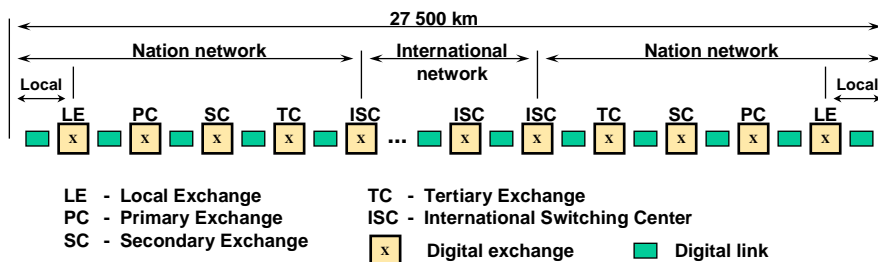 27 500 km
Nation network International network Nation network
Local Local
LE PC SC TC ISC ISC ISC TC SC PC LE
x x x x x ... x x x x x x
LE - Local Exchange TC - Tertiary Exchange
PC - Primary Exchange ISC - International Switching Center
SC - Secondary Exchange
x Digital exchange Digital link